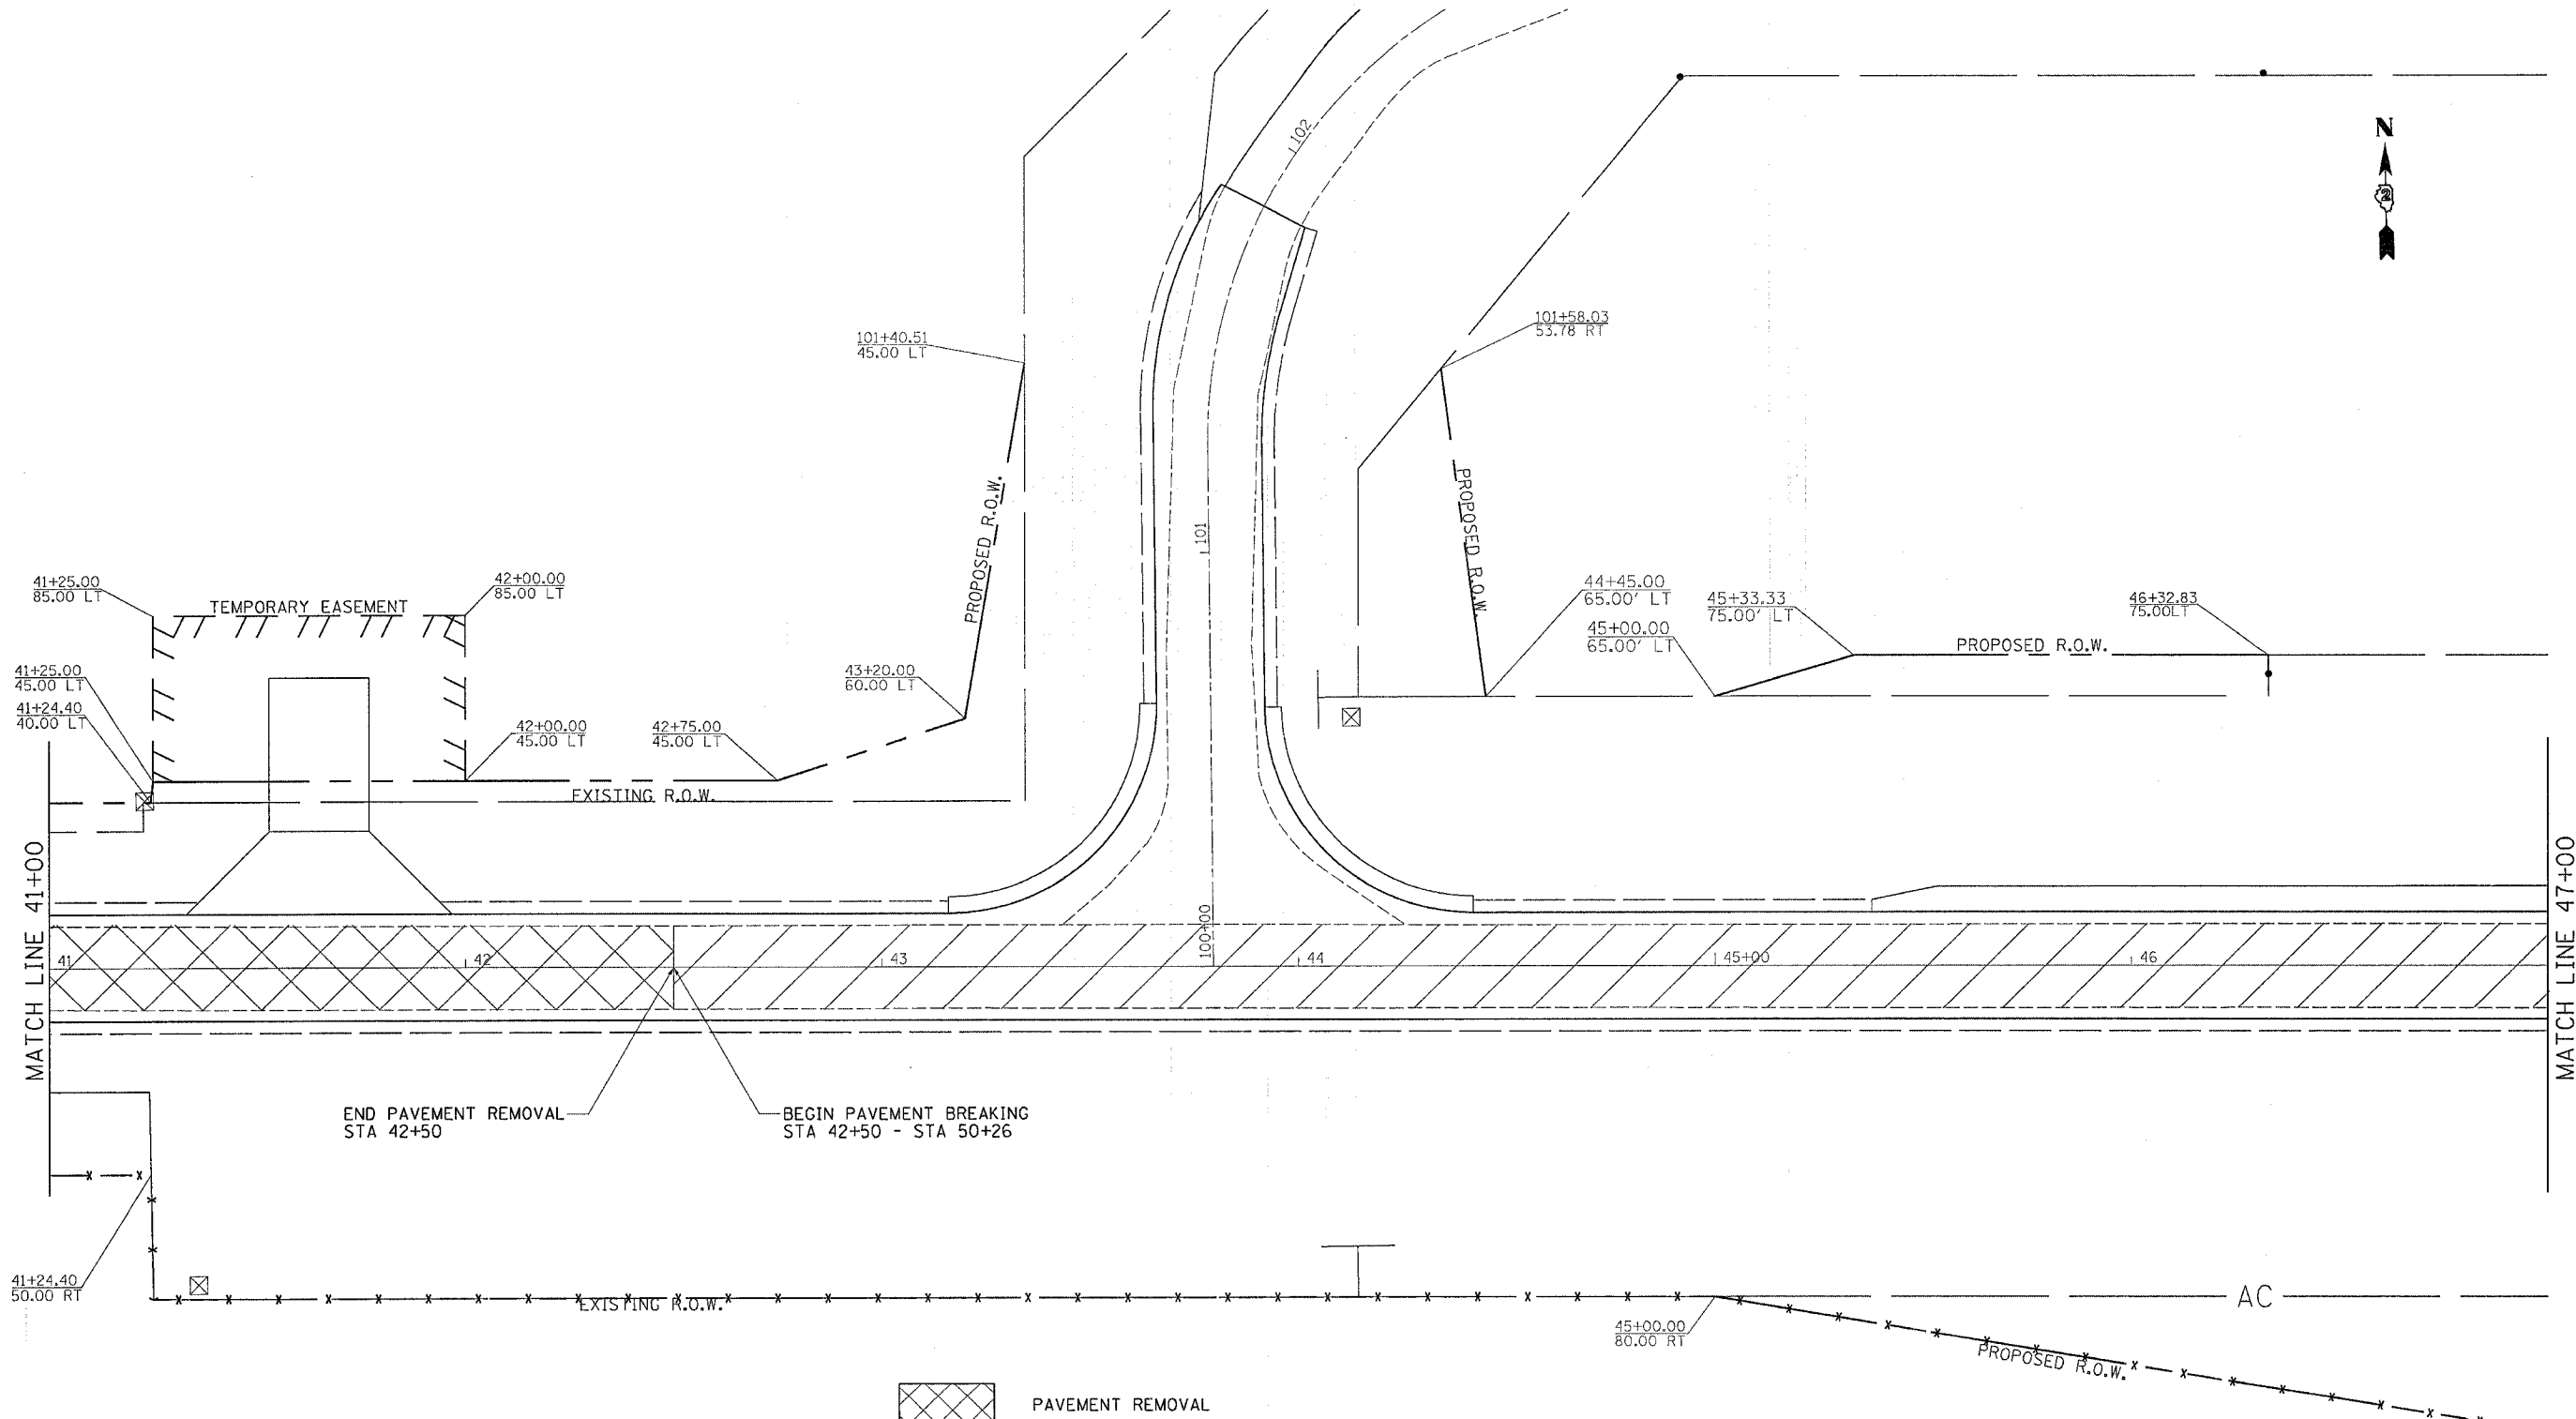 N
2
102
101+58.03
53.78 RT
101+40.51
45.00 LT
PROPOSED R.O.W.
PROPOSED R.O.W.
101
41+25.00
85.00 LT
TEMPORARY EASEMENT
42+00.00
85.00 LT
44+45.00
65.00' LT
45+33.33
75.00' LT
46+32.83
75.00LT
45+00.00
65.00' LT
PROPOSED R.O.W.
41+25.00
45.00 LT
43+20.00
60.00 LT
41+24.40
40.00 LT
42+00.00
45.00 LT
42+75.00
45.00 LT
EXISTING R.O.W.
MATCH LINE 41+00
MATCH LINE 47+00
100+00
41
42
43
44
45+00
46
END PAVEMENT REMOVAL
STA 42+50
BEGIN PAVEMENT BREAKING
STA 42+50 - STA 50+26
41+24.40
50.00 RT
EXISTING R.O.W.
AC
45+00.00
80.00 RT
PROPOSED R.O.W.
PAVEMENT REMOVAL